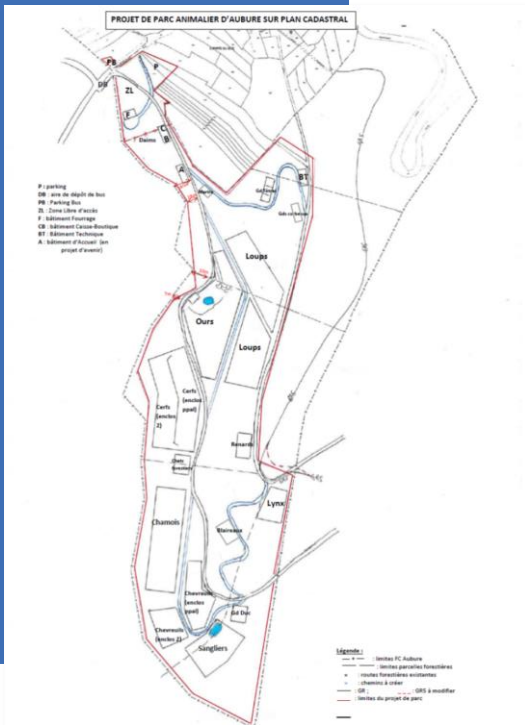 PROJET DE PARC ANIMALIER D'AUBURE SUR PLAN CADASTRAL
PB
P
DB
ZL
F
Daims
C
B
A
BT
P : parking
DB : aire de dépôt de bus
PB : Parking Bus
ZL : Zone Libre d'accès
F : bâtiment Fourrage
CB : bâtiment Caisse-Boutique
BT : Bâtiment Technique
A : bâtiment d'Accueil (en
projet d'avenir)
Loups
Ours
Loups
Cerfs
(enclos
ppal)
Cerfs
(enclos
2)
Renards
Lynx
Chamois
Blaireaux
Chevreuils
(enclos
ppal)
Gd Duc
Chevreuils
(enclos 2)
Sangliers
Légende :
: limites FC Aubure
: limites parcelles forestières
: routes forestières existantes
: chemins à créer
: GR ;
: GR5 à modifier
: limites du projet de parc